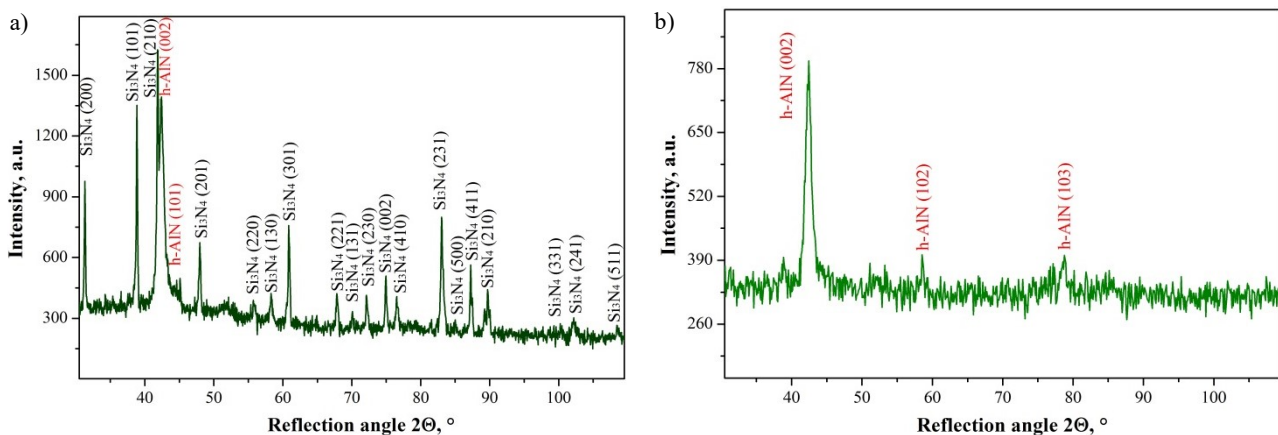 a)
Intensity, a.u.
1500
1200
900
600
300
Si₃N₄ (200)
Si₃N₄ (101)
Si₃N₄ (210)
h-AlN (002)
h-AlN (101)
Si₃N₄ (201)
Si₃N₄ (220)
Si₃N₄ (130)
Si₃N₄ (301)
Si₃N₄ (221)
Si₃N₄ (131)
Si₃N₄ (230)
Si₃N₄ (002)
Si₃N₄ (410)
Si₃N₄ (231)
Si₃N₄ (500)
Si₃N₄ (411)
Si₃N₄ (210)
Si₃N₄ (331)
Si₃N₄ (241)
Si₃N₄ (511)
40 50 60 70 80 90 100
Reflection angle 2Θ, °
b)
Intensity, a.u.
780
650
520
390
260
h-AlN (002)
h-AlN (102)
h-AlN (103)
40 50 60 70 80 90 100
Reflection angle 2Θ, °